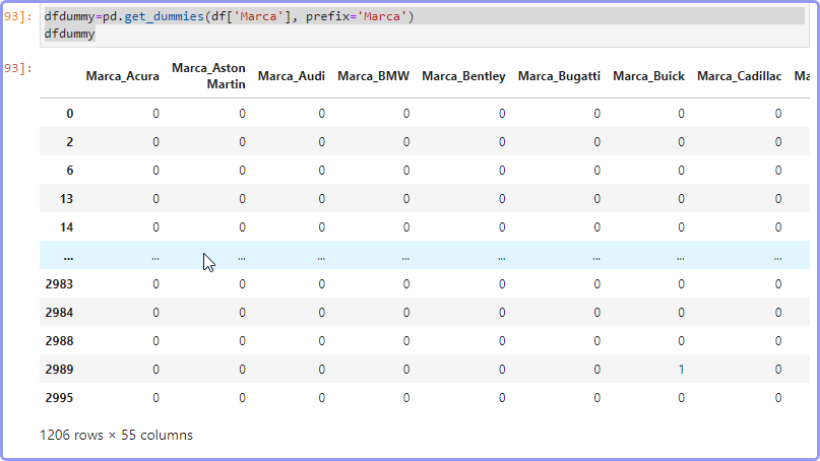 93]: dfdummy=pd.get_dummies(df['Marca'], prefix='Marca')
dfdummy
93]:
Marca_Acura Marca_Aston Martin Marca_Audi Marca_BMW Marca_Bentley Marca_Bugatti Marca_Buick Marca_Cadillac Ma
0 0 0 0 0 0 0 0 0
2 0 0 0 0 0 0 0 0
6 0 0 0 0 0 0 0 0
13 0 0 0 0 0 0 0 0
14 0 0 0 0 0 0 0 0
... ... ... ... ... ... ... ... ...
2983 0 0 0 0 0 0 0 0
2984 0 0 0 0 0 0 0 0
2988 0 0 0 0 0 0 0 0
2989 0 0 0 0 0 0 1 0
2995 0 0 0 0 0 0 0 0
1206 rows × 55 columns